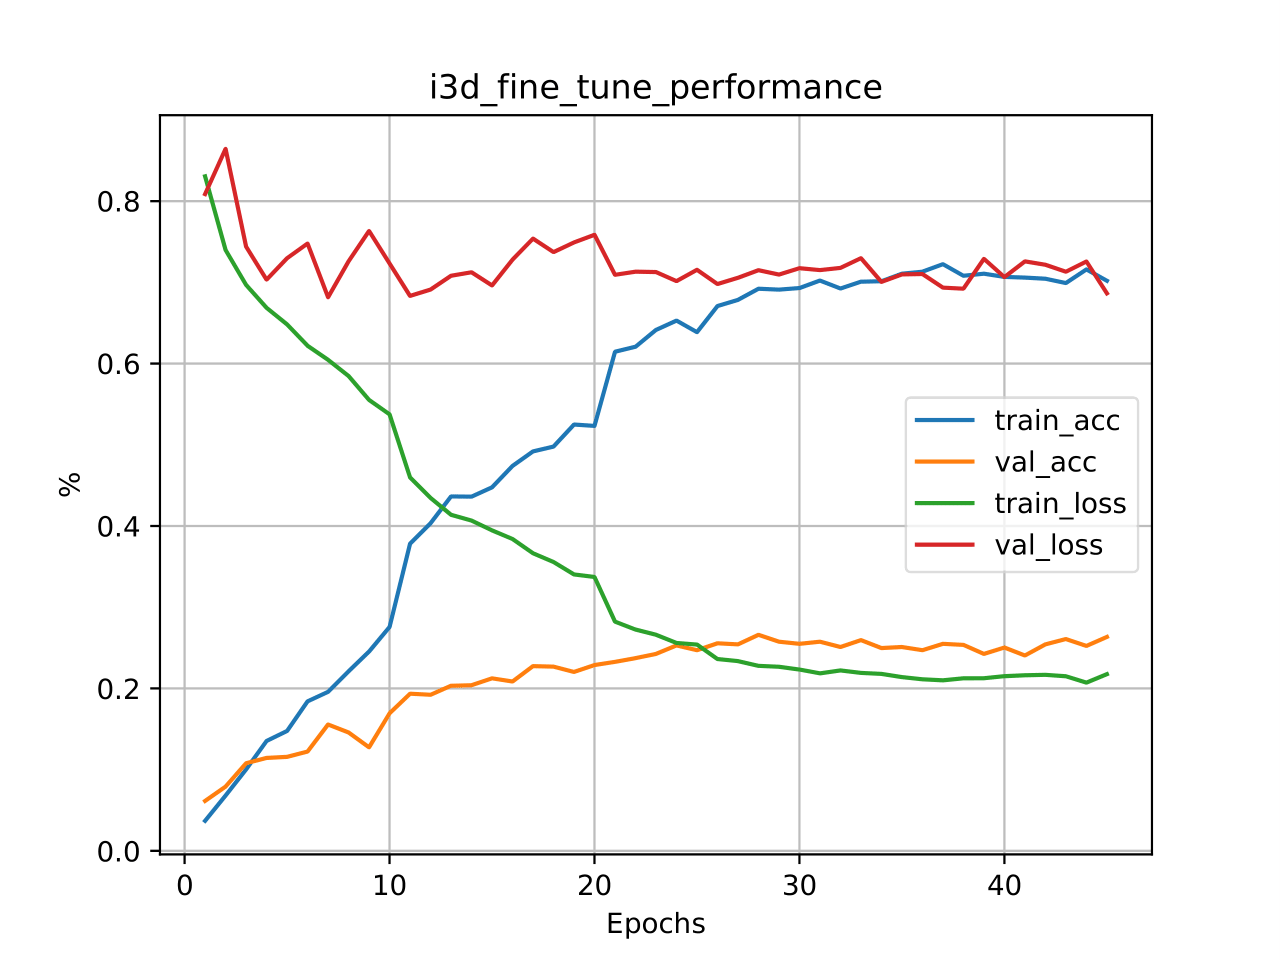 i3d_fine_tune_performance
%
0.8
0.6
0.4
0.2
0.0
train_acc
val_acc
train_loss
val_loss
0 10 20 30 40
Epochs